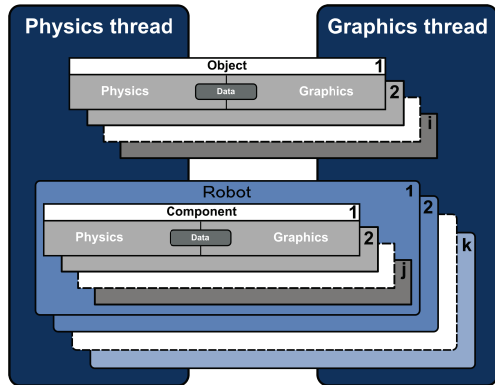 Physics thread
Graphics thread
Object
1
Physics
Data
Graphics
2
i
Robot
1
Component
1
2
Physics
Data
Graphics
2
k
j